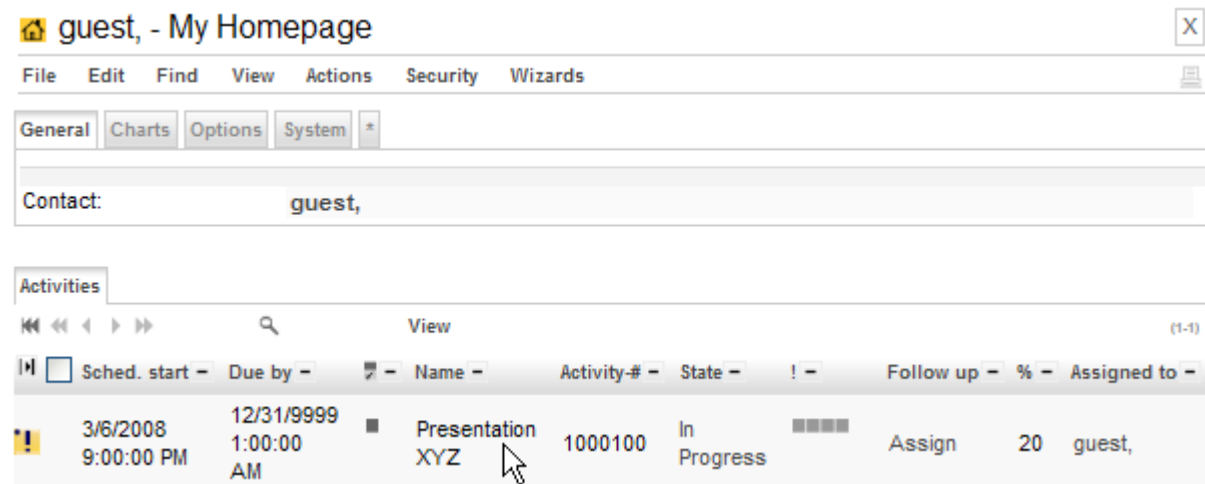 guest, - My Homepage X
File Edit Find View Actions Security Wizards
General Charts Options System *
Contact: guest,
Activities
View (1-1)
Sched. start – Due by – – Name – Activity-# – State – ! – Follow up – % – Assigned to –
! 3/6/2008 9:00:00 PM 12/31/9999 1:00:00 AM Presentation XYZ 1000100 In Progress Assign 20 guest,